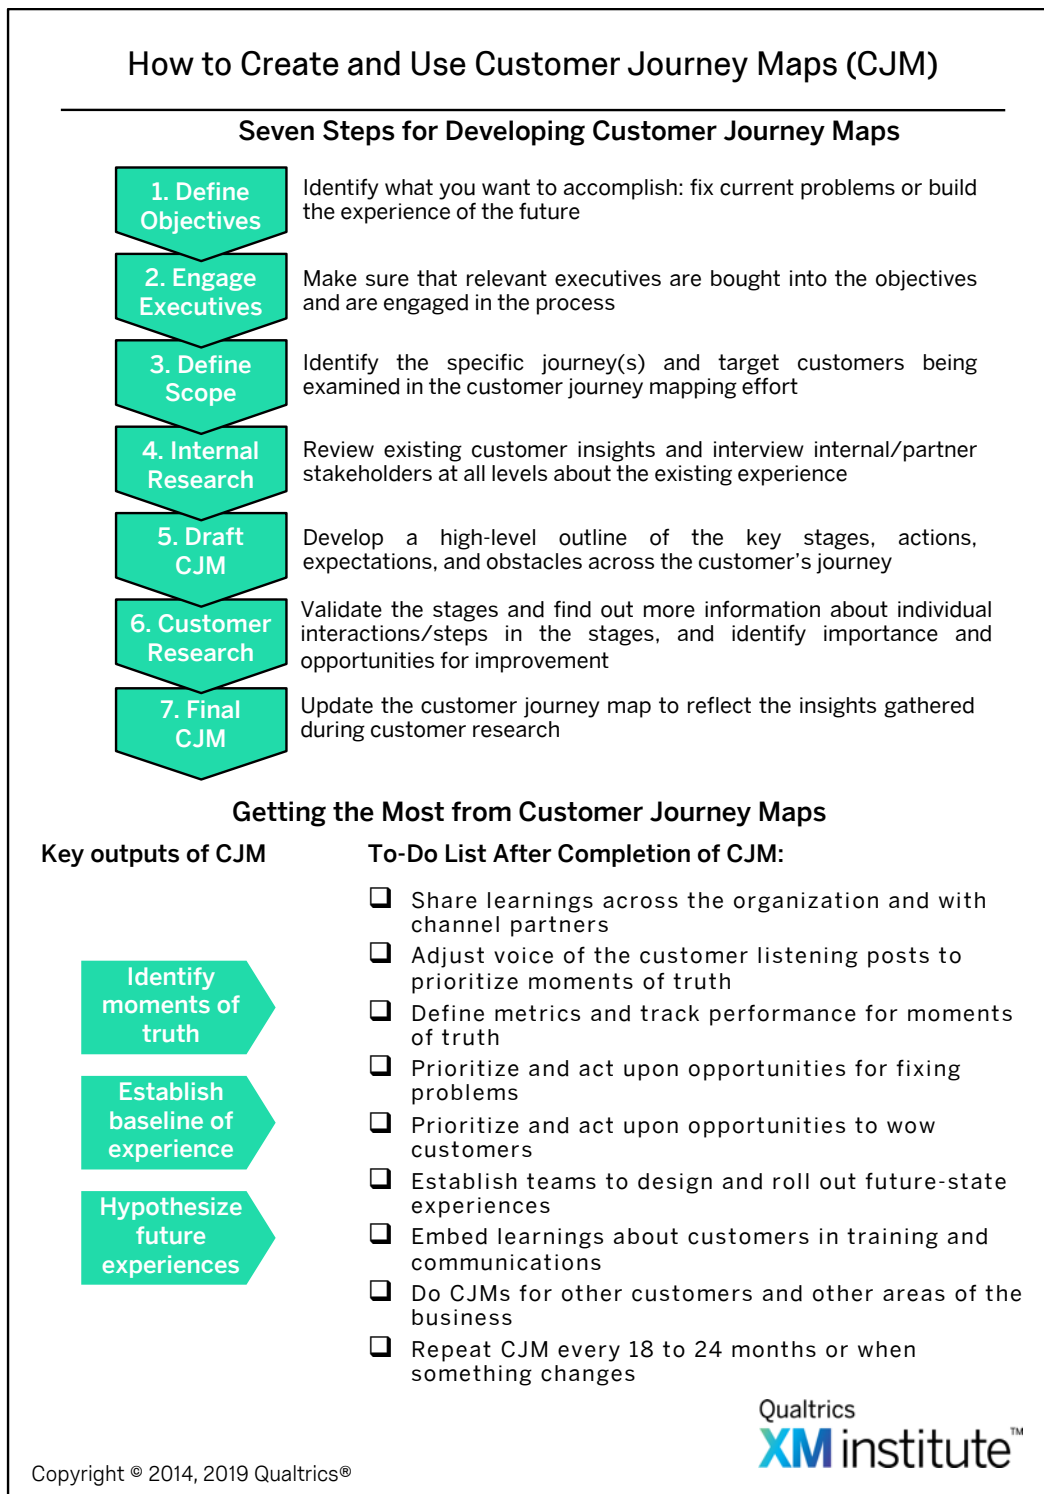 How to Create and Use Customer Journey Maps (CJM)
Seven Steps for Developing Customer Journey Maps
1. Define
Objectives
Identify what you want to accomplish: fix current problems or build
the experience of the future
2. Engage
Executives
Make sure that relevant executives are bought into the objectives
and are engaged in the process
3. Define
Scope
Identify the specific journey(s) and target customers being
examined in the customer journey mapping effort
4. Internal
Research
Review existing customer insights and interview internal/partner
stakeholders at all levels about the existing experience
5. Draft
CJM
Develop a high-level outline of the key stages, actions,
expectations, and obstacles across the customer’s journey
6. Customer
Research
Validate the stages and find out more information about individual
interactions/steps in the stages, and identify importance and
opportunities for improvement
7. Final
CJM
Update the customer journey map to reflect the insights gathered
during customer research
Getting the Most from Customer Journey Maps
Key outputs of CJM
Identify
moments of
truth
Establish
baseline of
experience
Hypothesize
future
experiences
To-Do List After Completion of CJM:
Share learnings across the organization and with
channel partners
Adjust voice of the customer listening posts to
prioritize moments of truth
Define metrics and track performance for moments
of truth
Prioritize and act upon opportunities for fixing
problems
Prioritize and act upon opportunities to wow
customers
Establish teams to design and roll out future-state
experiences
Embed learnings about customers in training and
communications
Do CJMs for other customers and other areas of the
business
Repeat CJM every 18 to 24 months or when
something changes
Qualtrics
XM institute™
Copyright © 2014, 2019 Qualtrics®